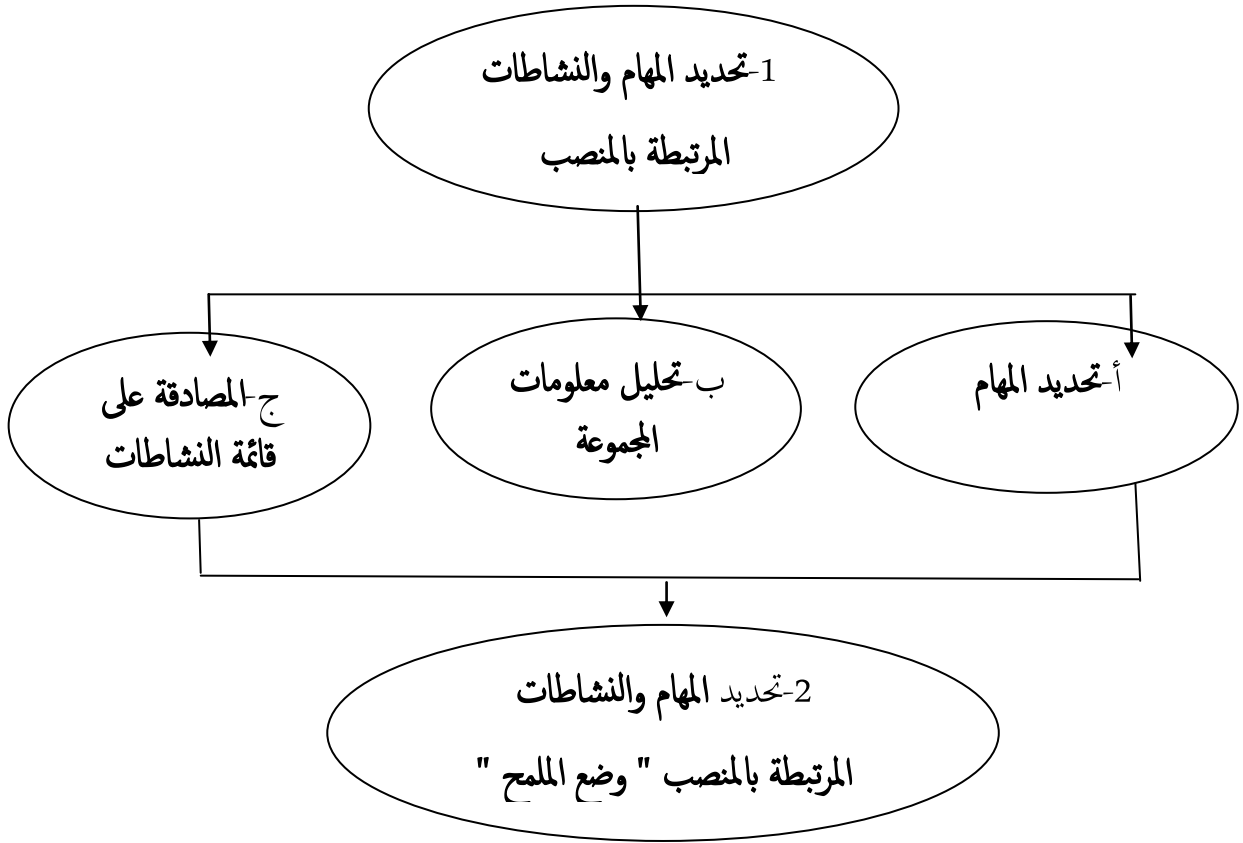 1-تحديد المهام والنشاطات
المرتبطة بالمنصب
أ-تحديد المهام
ب-تحليل معلومات
المجموعة
ج-المصادقة على
قائمة النشاطات
2-تحديد المهام والنشاطات
المرتبطة بالمنصب " وضع الملمح "